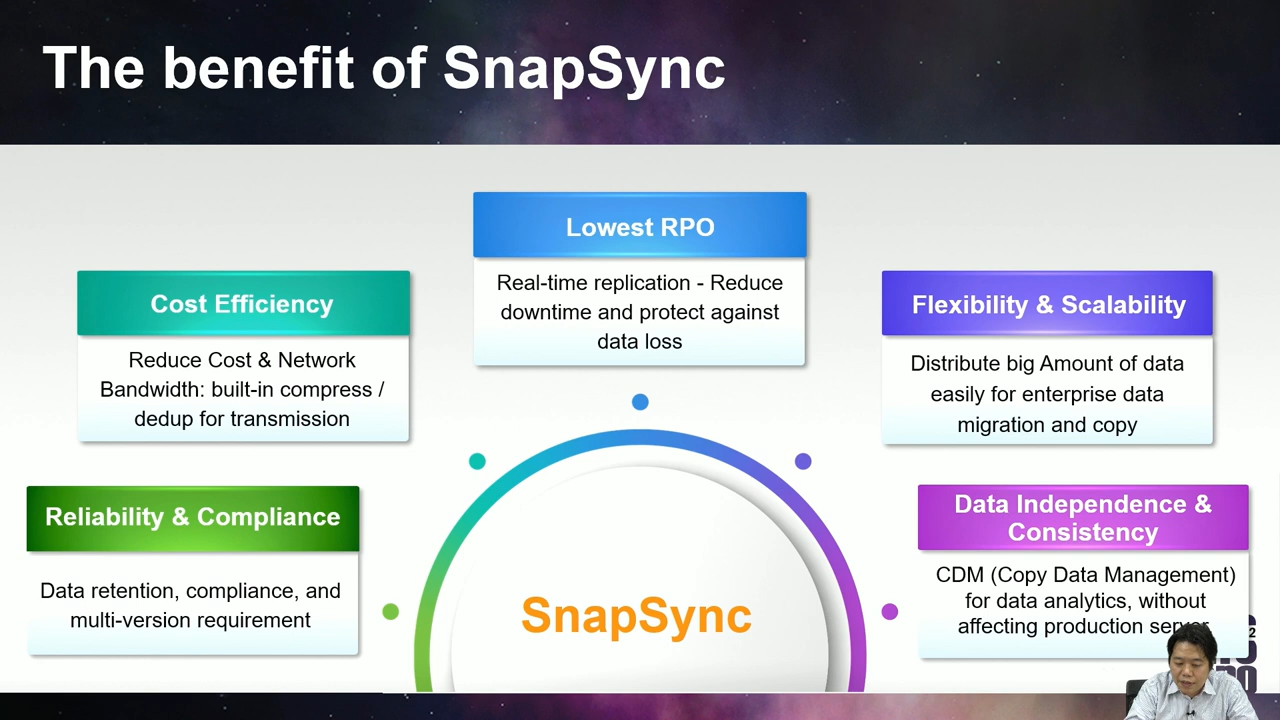 The benefit of SnapSync
Lowest RPO
Real-time replication - Reduce
downtime and protect against
data loss
Cost Efficiency
Reduce Cost & Network
Bandwidth: built-in compress /
dedup for transmission
Flexibility & Scalability
Distribute big Amount of data
easily for enterprise data
migration and copy
Reliability & Compliance
Data retention, compliance, and
multi-version requirement
Data Independence &
Consistency
CDM (Copy Data Management)
for data analytics, without
affecting production server
SnapSync